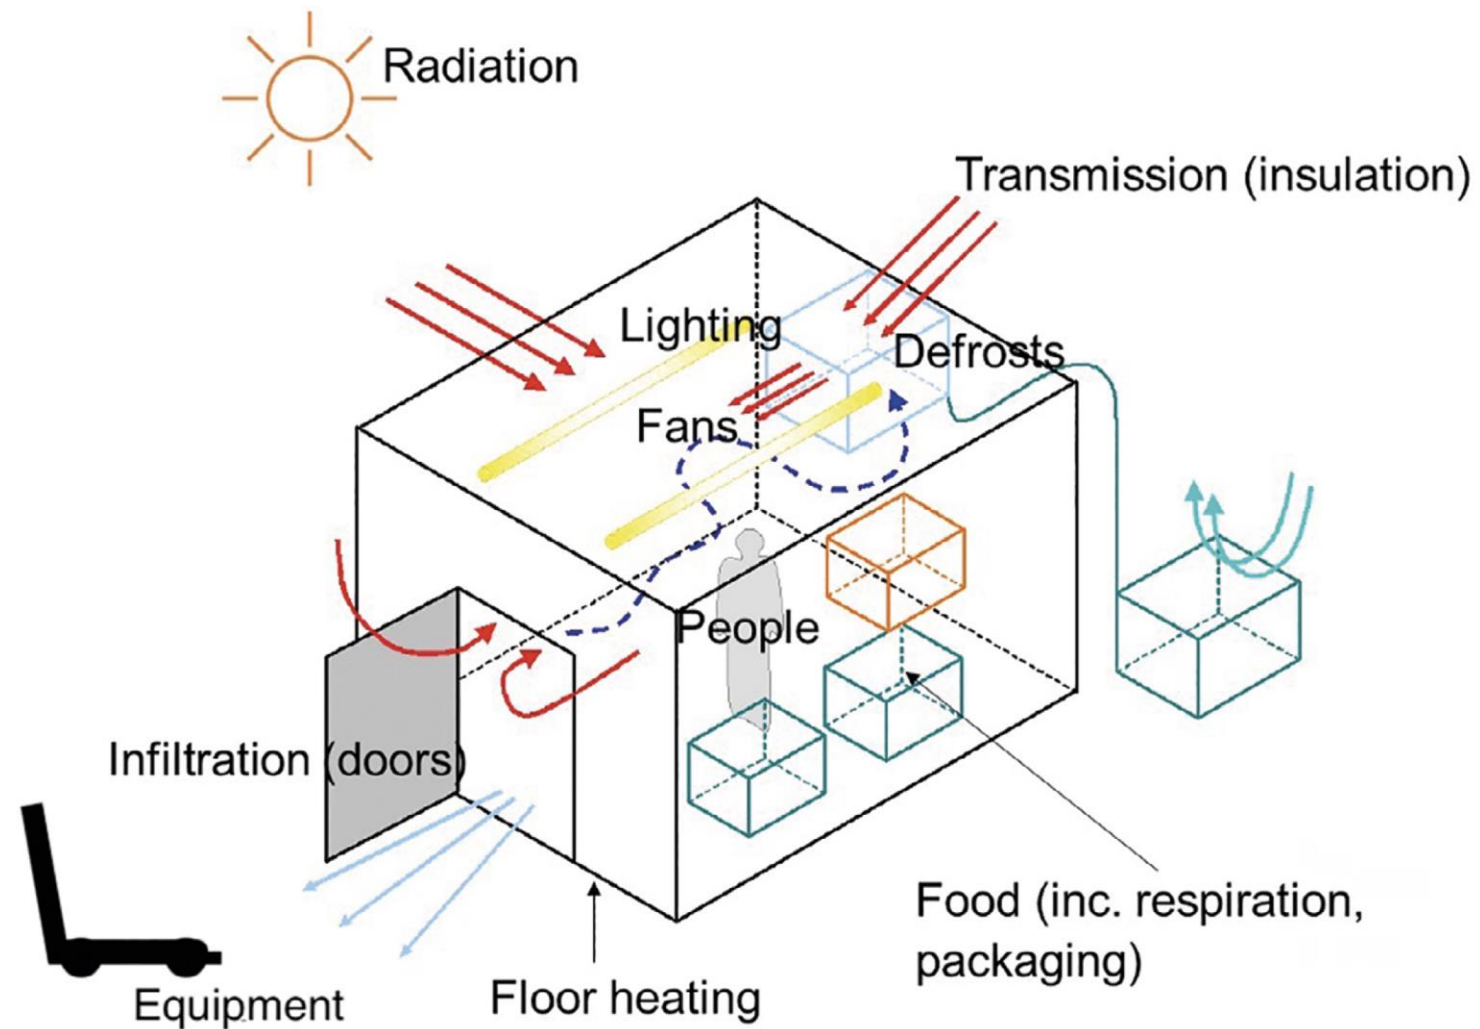 Radiation
Transmission (insulation)
Lighting
Defrosts
Fans
People
Infiltration (doors)
Food (inc. respiration,
packaging)
Floor heating
Equipment